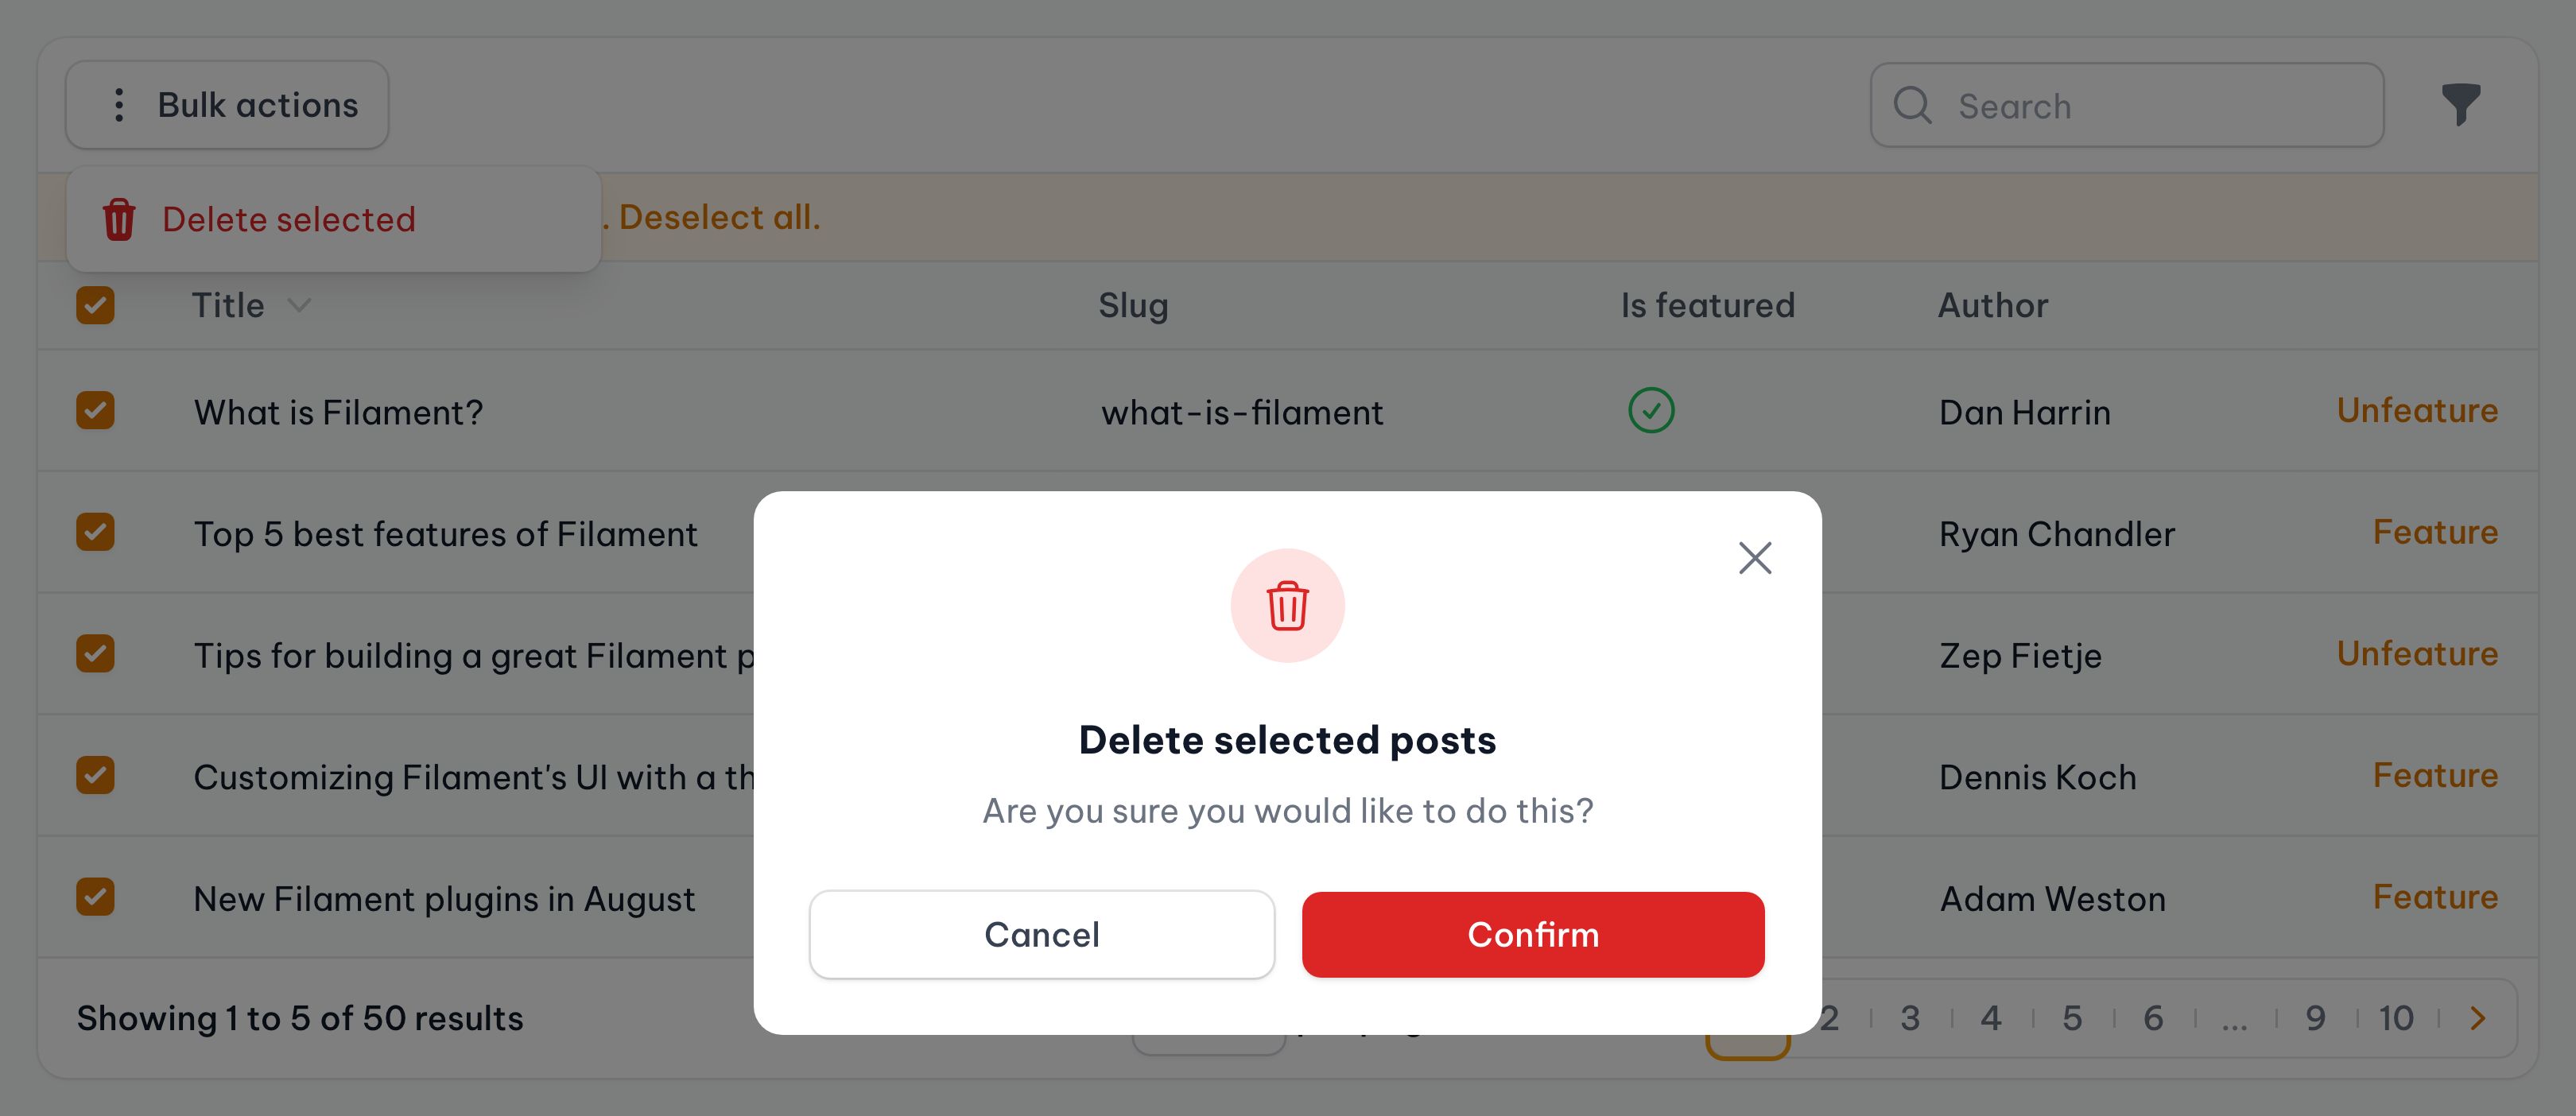 Bulk actions
Search
Delete selected
. Deselect all.
Title
Slug
Is featured
Author
What is Filament?
what-is-filament
Dan Harrin
Unfeature
Top 5 best features of Filament
Ryan Chandler
Feature
Tips for building a great Filament
Zep Fietje
Unfeature
Customizing Filament's UI with a
Dennis Koch
Feature
New Filament plugins in August
Adam Weston
Feature
Delete selected posts
Are you sure you would like to do this?
Cancel
Confirm
Showing 1 to 5 of 50 results
2 3 4 5 6 ... 9 10